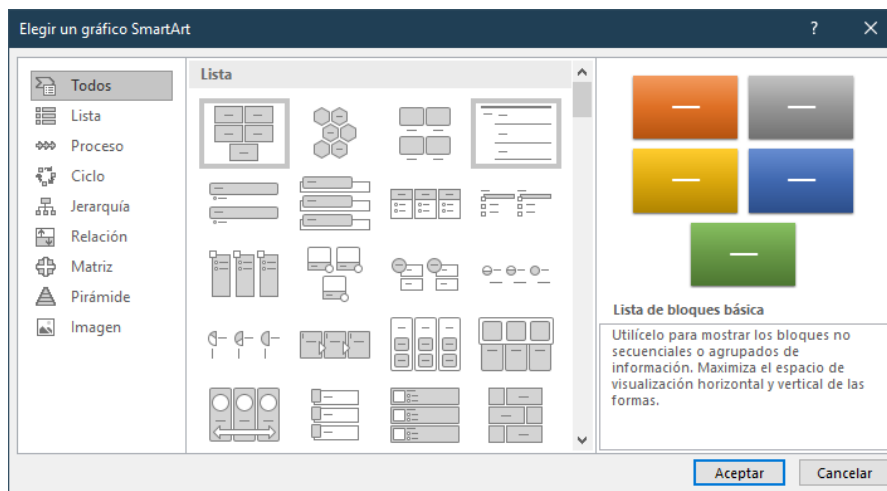 Elegir un gráfico SmartArt
Todos
Lista
Proceso
Ciclo
Jerarquía
Relación
Matriz
Pirámide
Imagen
Lista
Lista de bloques básica
Utilícelo para mostrar los bloques no
secuenciales o agrupados de
información. Maximiza el espacio de
visualización horizontal y vertical de las
formas.
Aceptar
Cancelar